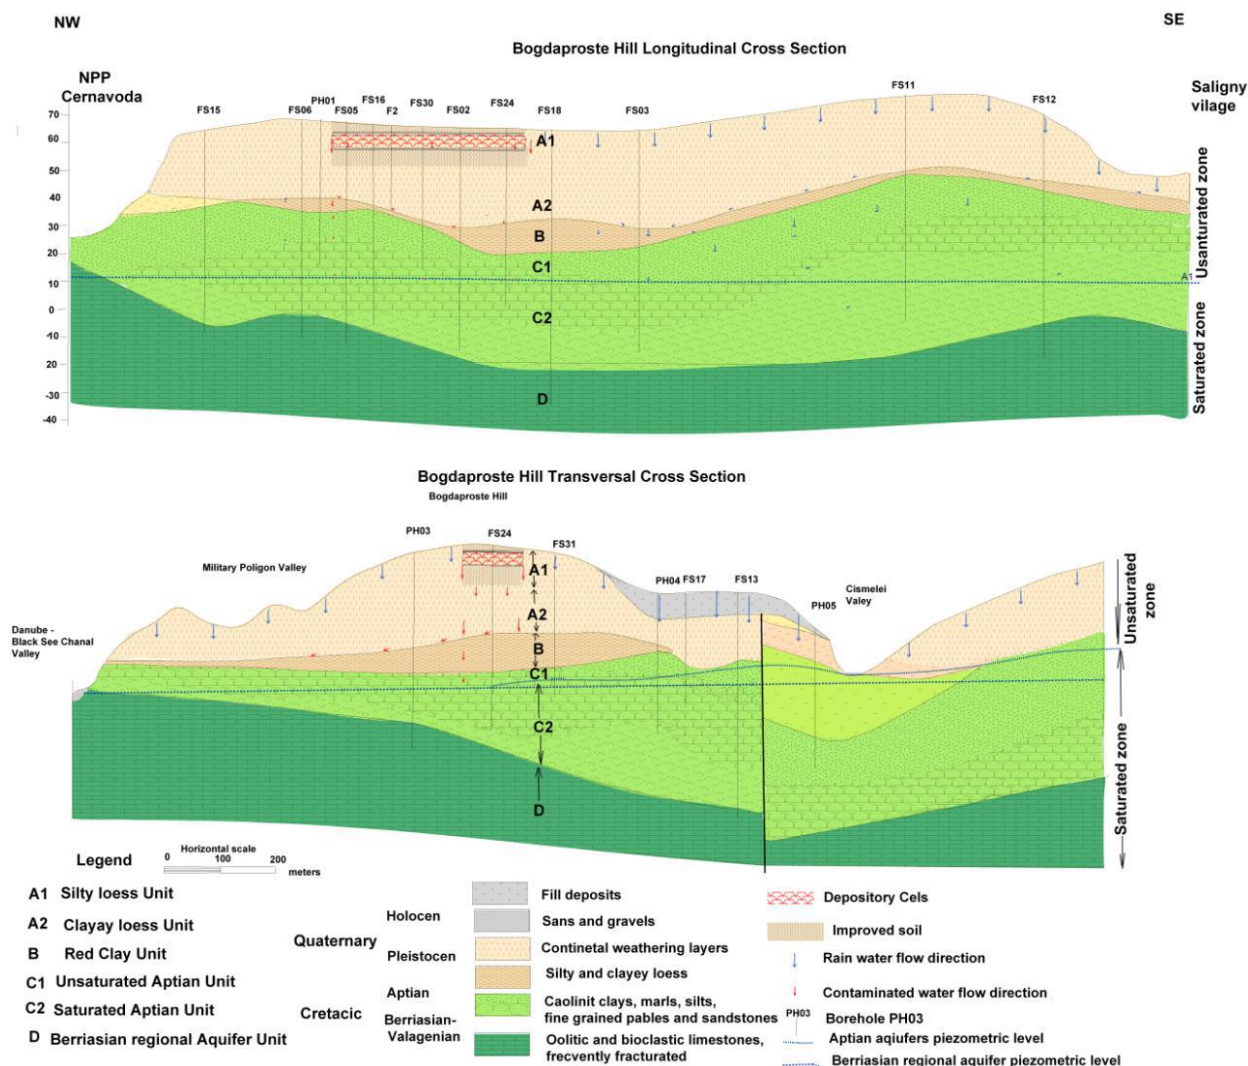 NW
SE
Bogdaproste Hill Longitudinal Cross Section
NPP
Cernavoda
Saligny
vilage
FS15
FS06
PH01
FS05
FS16
F2
FS30
FS02
FS24
FS18
FS03
FS11
FS12
70
60
50
40
30
20
10
0
10
20
-30
-40
A1
A2
B
C1
C2
D
A1
Usanturated zone
Saturated zone
Bogdaproste Hill Transversal Cross Section
Bogdaproste Hill
PH03
FS24
FS31
Military Poligon Valley
PH04
FS17
FS13
PH05
Cismelei
Valey
Danube -
Black See Chanal
Valley
A1
A2
B
C1
C2
D
Unsaturated
zone
Saturated zone
Legend
Horizontal scale
0 100 200
meters
A1 Silty loess Unit
A2 Clayay loess Unit
B Red Clay Unit
C1 Unsaturated Aptian Unit
C2 Saturated Aptian Unit
D Berriasian regional Aquifer Unit
Quaternary
Cretacic
Holocen
Pleistocen
Aptian
Berriasian-
Valagenian
Fill deposits
Sans and gravels
Continetal weathering layers
Silty and clayey loess
Caolinit clays, marls, silts,
fine grained pables and sandstones
Oolitic and bioclastic limestones,
frecvently fracturated
Depository Cels
Improved soil
Rain water flow direction
Contaminated water flow direction
PH03
Borehole PH03
Aptian aqiufers piezometric level
Berriasian regional aquifer piezometric level